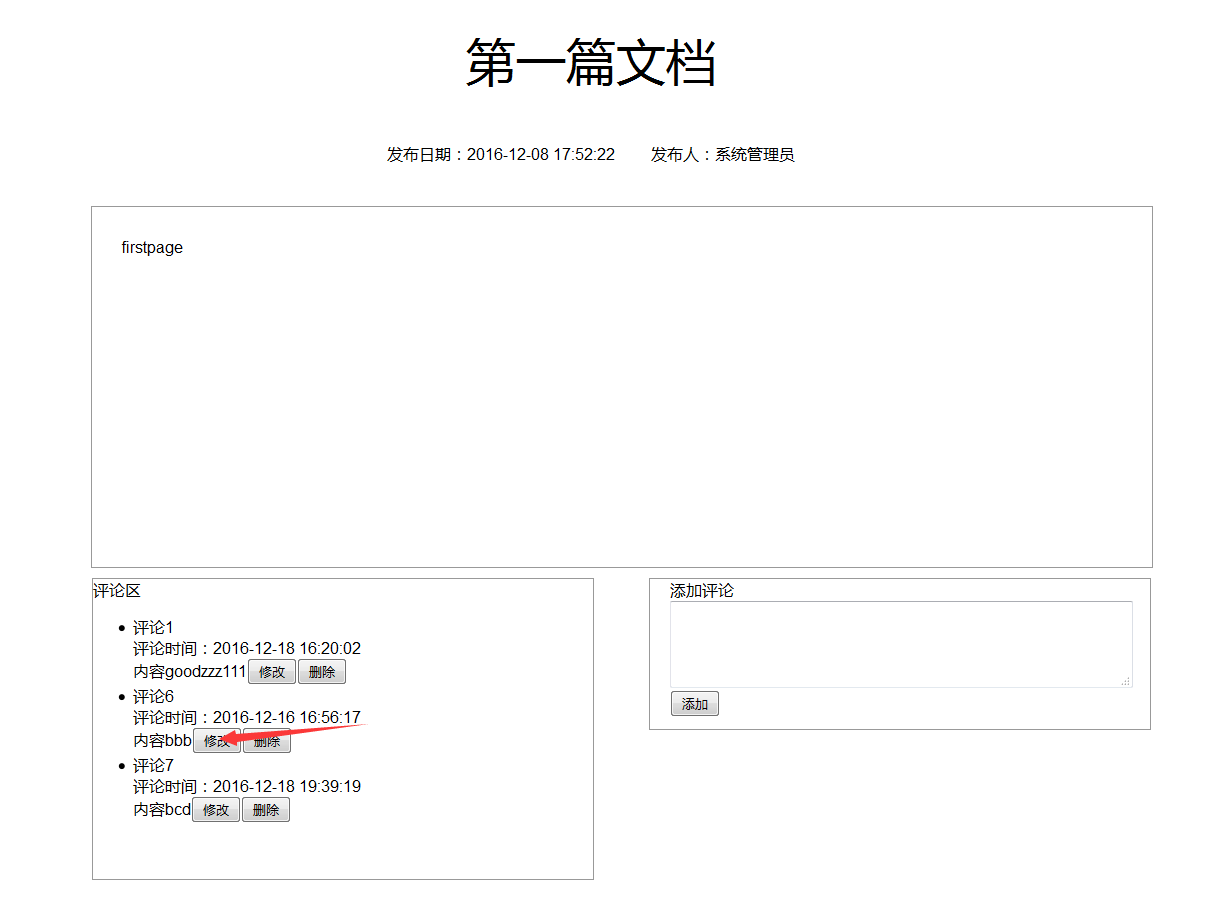 第一篇文档
发布日期：2016-12-08 17:52:22 发布人：系统管理员
firstpage
评论区
评论1
评论时间：2016-12-18 16:20:02
内容goodzzz111 修改 删除
评论6
评论时间：2016-12-16 16:56:17
内容bbb 修改 删除
评论7
评论时间：2016-12-18 19:39:19
内容bcd 修改 删除
添加评论
添加